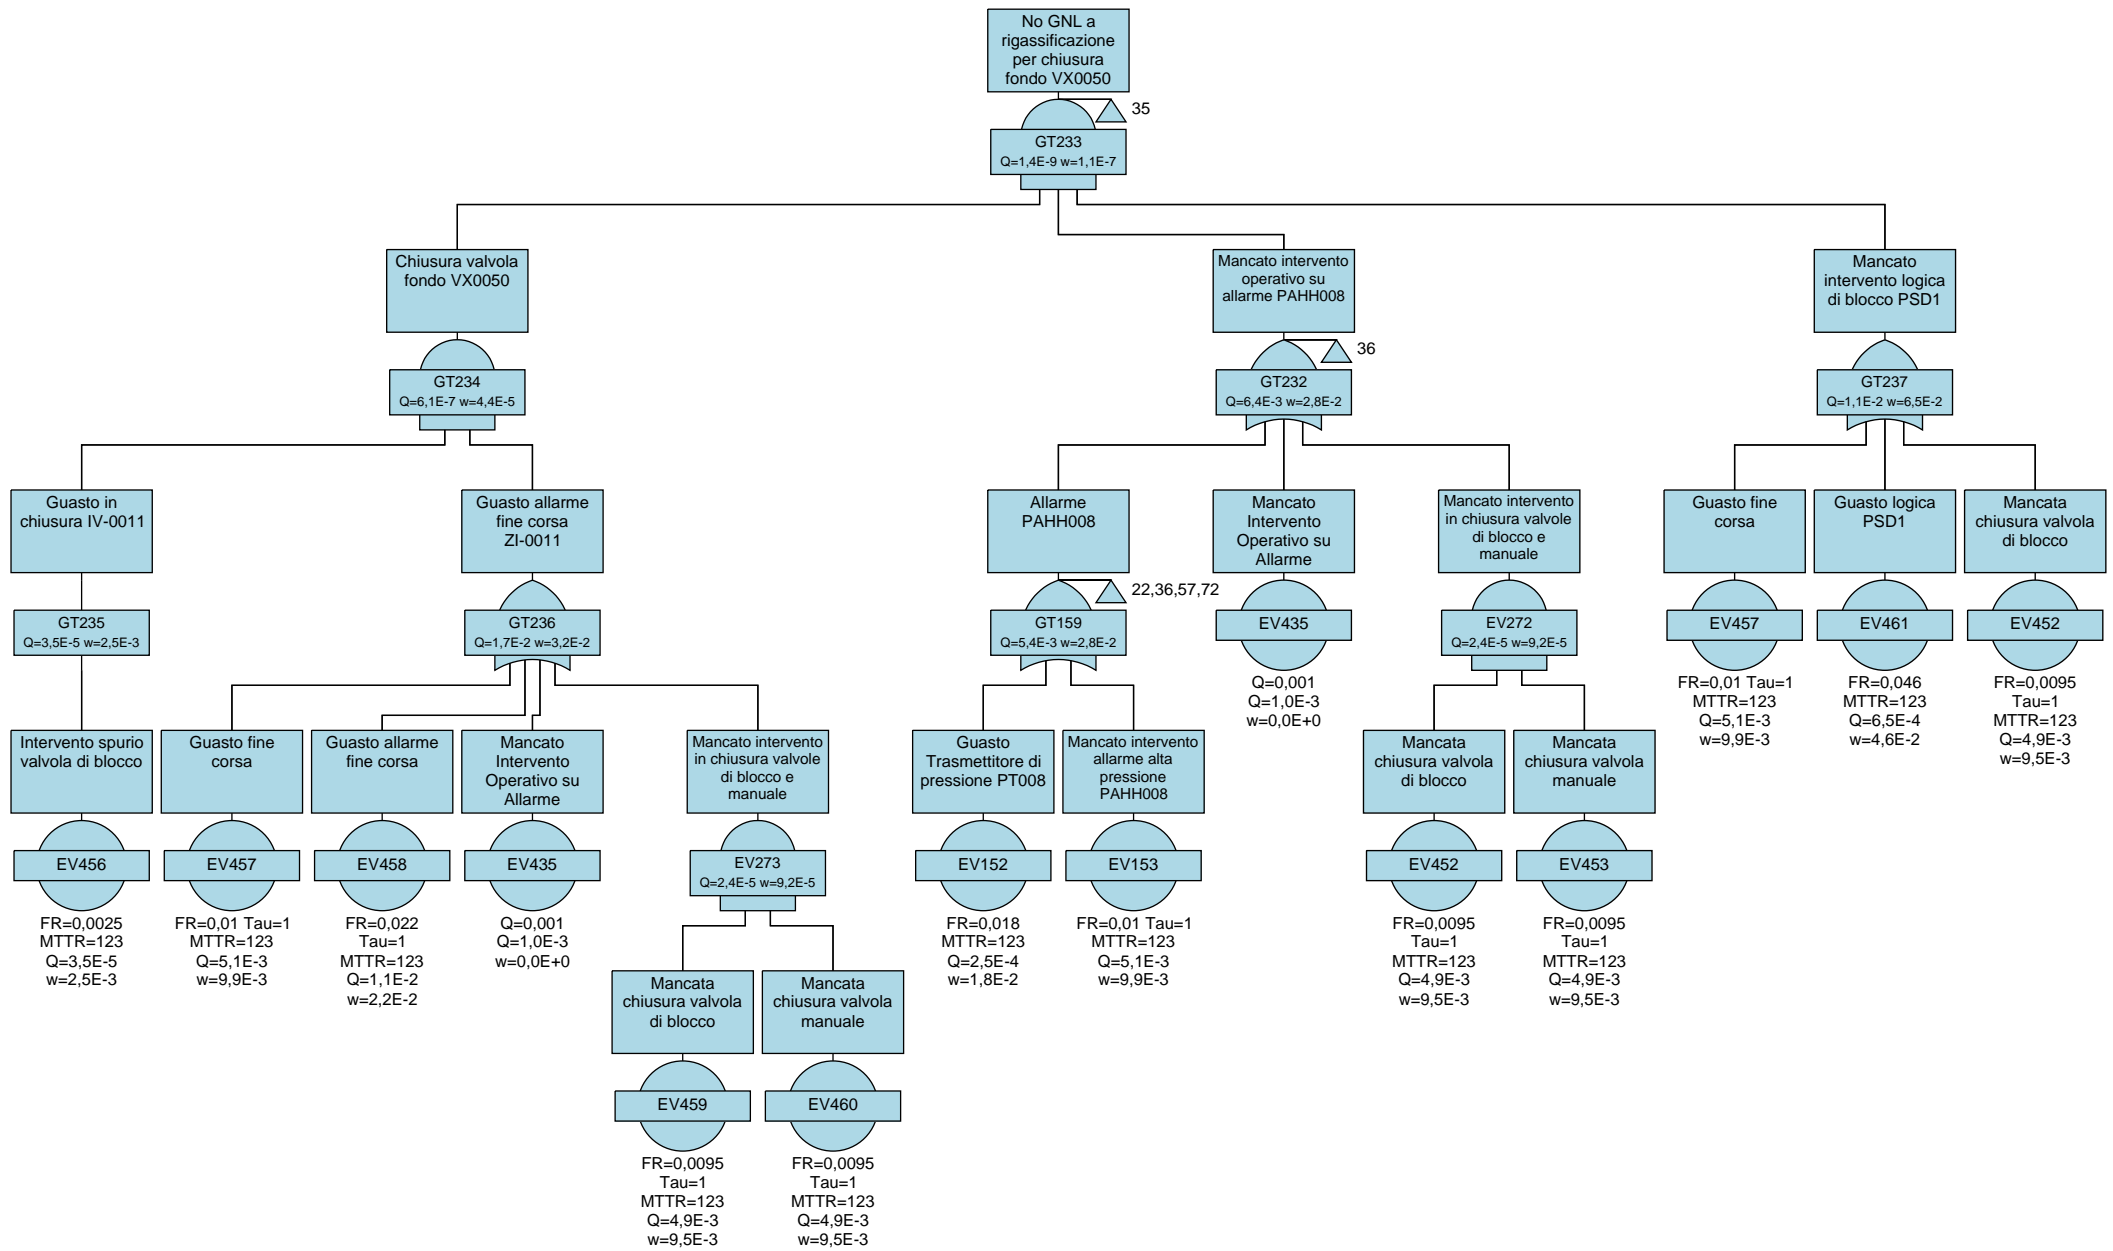 No GNL a
rigassificazione
per chiusura
fondo VX0050
35
GT233
Q=1,4E-9 w=1,1E-7
Chiusura valvola
fondo VX0050
GT234
Q=6,1E-7 w=4,4E-5
Mancato intervento
operativo su
allarme PAHH008
36
GT232
Q=6,4E-3 w=2,8E-2
Mancato
intervento logica
di blocco PSD1
GT237
Q=1,1E-2 w=6,5E-2
Guasto in
chiusura IV-0011
GT235
Q=3,5E-5 w=2,5E-3
Guasto allarme
fine corsa
ZI-0011
GT236
Q=1,7E-2 w=3,2E-2
Allarme
PAHH008
22,36,57,72
GT159
Q=5,4E-3 w=2,8E-2
Mancato
Intervento
Operativo su
Allarme
EV435
Q=0,001
Q=1,0E-3
w=0,0E+0
Mancato intervento
in chiusura valvole
di blocco e
manuale
EV272
Q=2,4E-5 w=9,2E-5
Guasto fine
corsa
EV457
FR=0,01 Tau=1
MTTR=123
Q=5,1E-3
w=9,9E-3
Guasto logica
PSD1
EV461
FR=0,046
MTTR=123
Q=6,5E-4
w=4,6E-2
Mancata
chiusura valvola
di blocco
EV452
FR=0,0095
Tau=1
MTTR=123
Q=4,9E-3
w=9,5E-3
Intervento spurio
valvola di blocco
EV456
FR=0,0025
MTTR=123
Q=3,5E-5
w=2,5E-3
Guasto fine
corsa
EV457
FR=0,01 Tau=1
MTTR=123
Q=5,1E-3
w=9,9E-3
Guasto allarme
fine corsa
EV458
FR=0,022
Tau=1
MTTR=123
Q=1,1E-2
w=2,2E-2
Mancato
Intervento
Operativo su
Allarme
EV435
Q=0,001
Q=1,0E-3
w=0,0E+0
Mancato intervento
in chiusura valvole
di blocco e
manuale
EV273
Q=2,4E-5 w=9,2E-5
Guasto
Trasmettitore di
pressione PT008
EV152
FR=0,018
MTTR=123
Q=2,5E-4
w=1,8E-2
Mancato intervento
allarme alta
pressione
PAHH008
EV153
FR=0,01 Tau=1
MTTR=123
Q=5,1E-3
w=9,9E-3
Mancata
chiusura valvola
di blocco
EV452
FR=0,0095
Tau=1
MTTR=123
Q=4,9E-3
w=9,5E-3
Mancata
chiusura valvola
manuale
EV453
FR=0,0095
Tau=1
MTTR=123
Q=4,9E-3
w=9,5E-3
Mancata
chiusura valvola
di blocco
EV459
FR=0,0095
Tau=1
MTTR=123
Q=4,9E-3
w=9,5E-3
Mancata
chiusura valvola
manuale
EV460
FR=0,0095
Tau=1
MTTR=123
Q=4,9E-3
w=9,5E-3